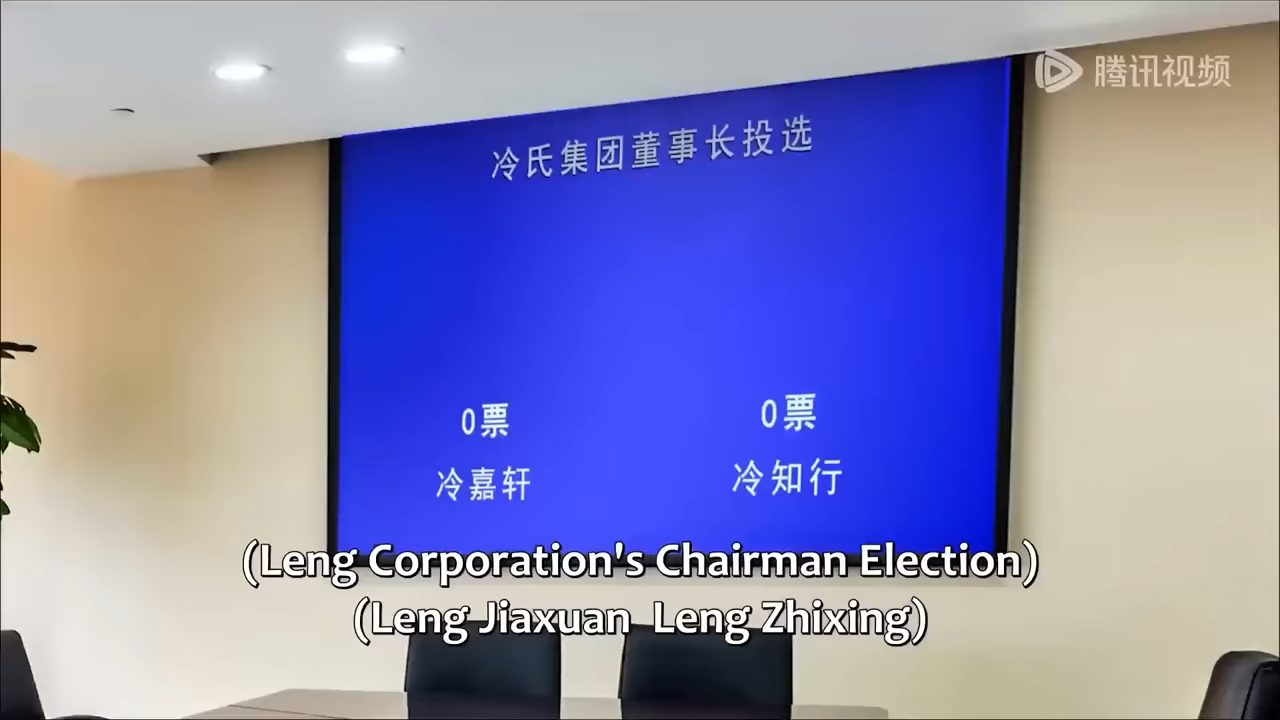 腾讯视频
冷氏集团董事长投选
0票
0票
冷嘉轩
冷知行
(Leng Corporation's Chairman Election)
(Leng Jiaxuan Leng Zhixing)